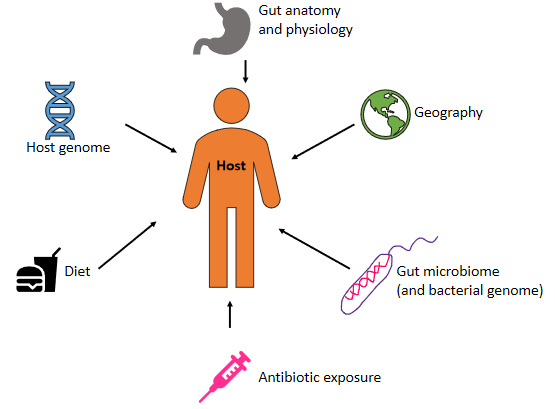 Gut anatomy
and physiology
Geography
Host genome
Host
Diet
Gut microbiome
(and bacterial genome)
Antibiotic exposure